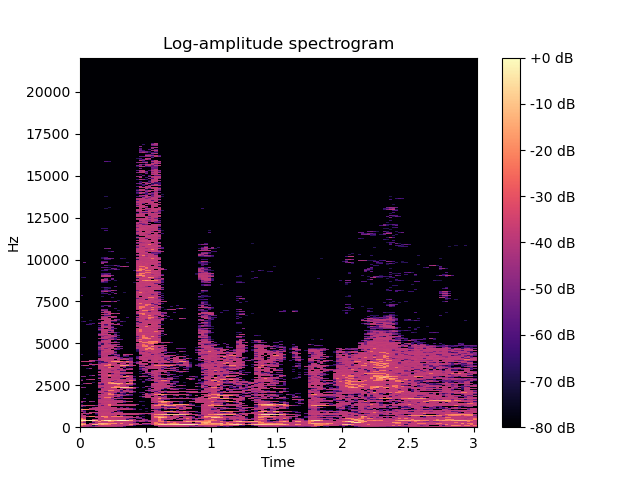 Log-amplitude spectrogram
Hz
20000
17500
15000
12500
10000
7500
5000
2500
0
0 0.5 1 1.5 2 2.5 3
Time
+0 dB
-10 dB
-20 dB
-30 dB
-40 dB
-50 dB
-60 dB
-70 dB
-80 dB